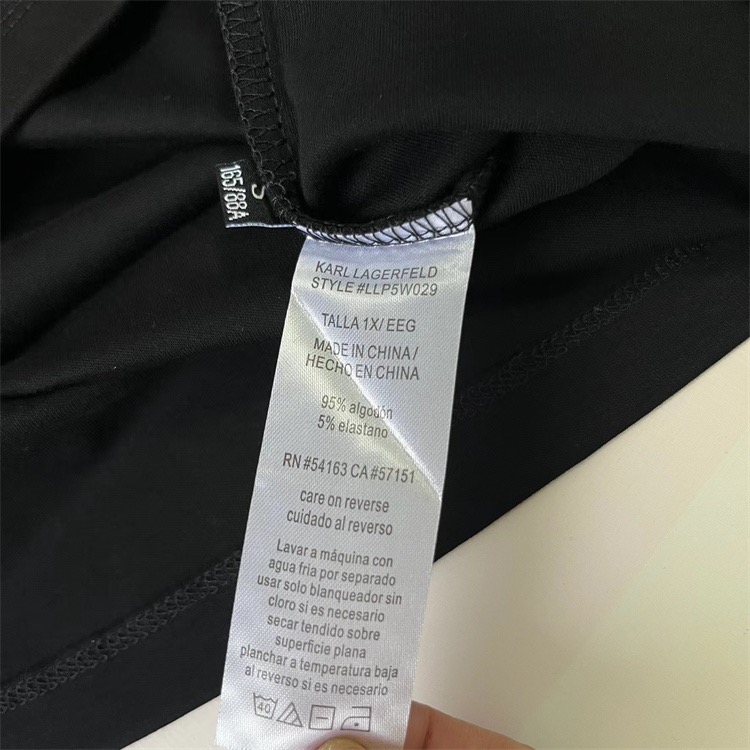 S
165/88A
KARL LAGERFELD
STYLE #LLP5W029
TALLA 1X/ EEG
MADE IN CHINA/
HECHO EN CHINA
95% algodón
5% elastano
RN #54163 CA #57151
care on reverse
cuidado al reverso
Lavar a máquina con
agua fria por separado
usar solo blanqueador sin
cloro si es necesario
secar tendido sobre
superficie plana
planchar a temperatura baja
al reverso si es necesario
40